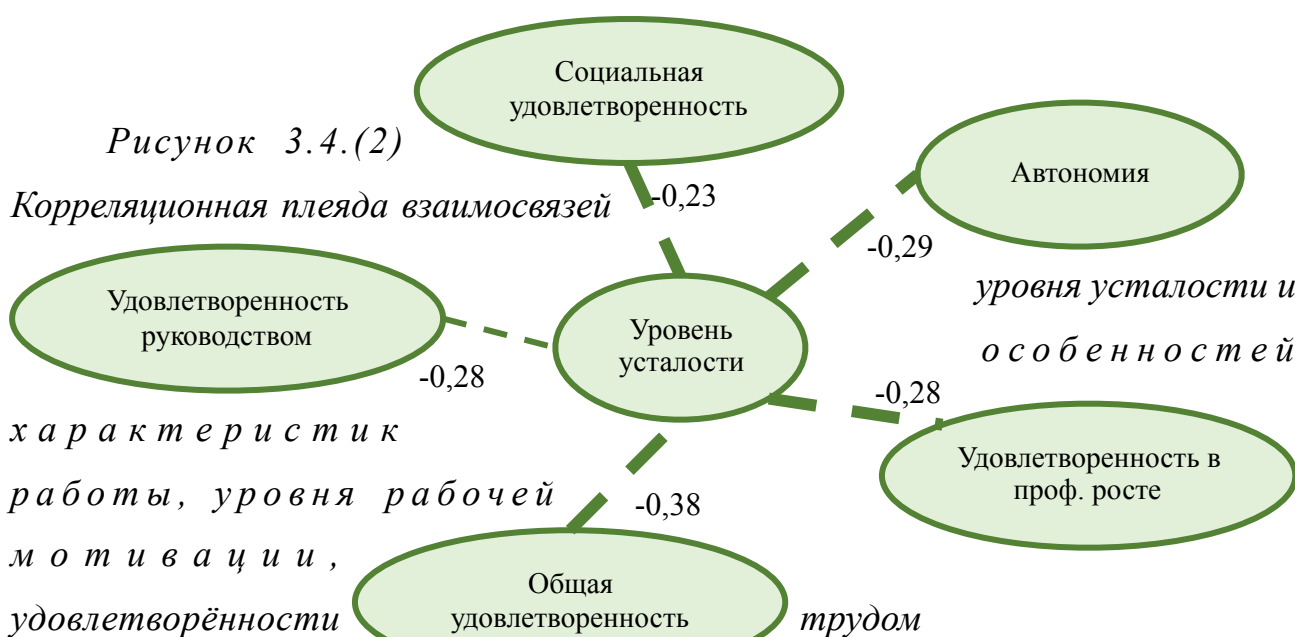 Социальная
удовлетворенность
Рисунок 3.4.(2)
Автономия
Корреляционная плеяда взаимосвязей
-0,23
-0,29
уровня усталости и
Удовлетворенность
руководством
Уровень
усталости
особенностей
-0,28
-0,28
характеристик
Удовлетворенность в
проф. росте
работы, уровня рабочей
-0,38
мотивации,
Общая
удовлетворенность
удовлетворённости
трудом